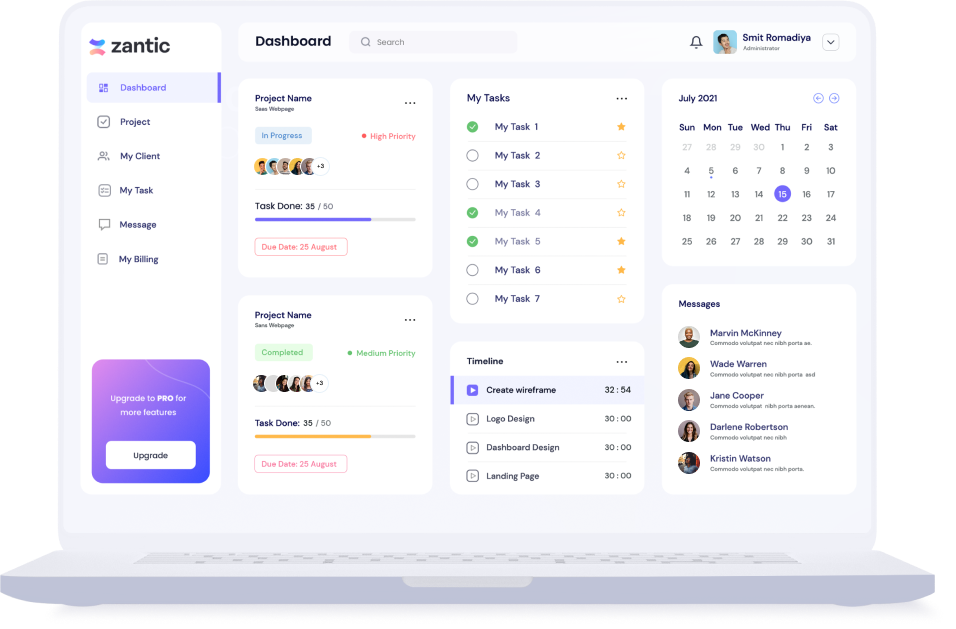 zantic
Dashboard
Project
My Client
My Task
Message
My Billing
Upgrade to PRO for
more features
Upgrade
Dashboard
Search
Smit Romadiya
Administrator
Project Name
Saas Webpage
In Progress
High Priority
+3
Task Done: 35 / 50
Due Date: 25 August
Project Name
Sans Webpage
Completed
Medium Priority
+3
Task Done: 35 / 50
Due Date: 25 August
My Tasks
My Task 1
My Task 2
My Task 3
My Task 4
My Task 5
My Task 6
My Task 7
Timeline
Create wireframe 32 : 54
Logo Design 30 : 00
Dashboard Design 30 : 00
Landing Page 30 : 00
July 2021
Sun Mon Tue Wed Thu Fri Sat
27 28 29 30 1 2 3
4 5 6 7 8 9 10
11 12 13 14 15 16 17
18 19 20 21 22 23 24
25 26 27 28 29 30 31
Messages
Marvin McKinney
Commodo volutpat nec nibh porta ae.
Wade Warren
Commodo volutpat nec nibh porta asd
Jane Cooper
Commodo volutpat nibh porta aenean.
Darlene Robertson
Commodo volutpat nec nibh
Kristin Watson
Commodo volutpat nec nibh porta.